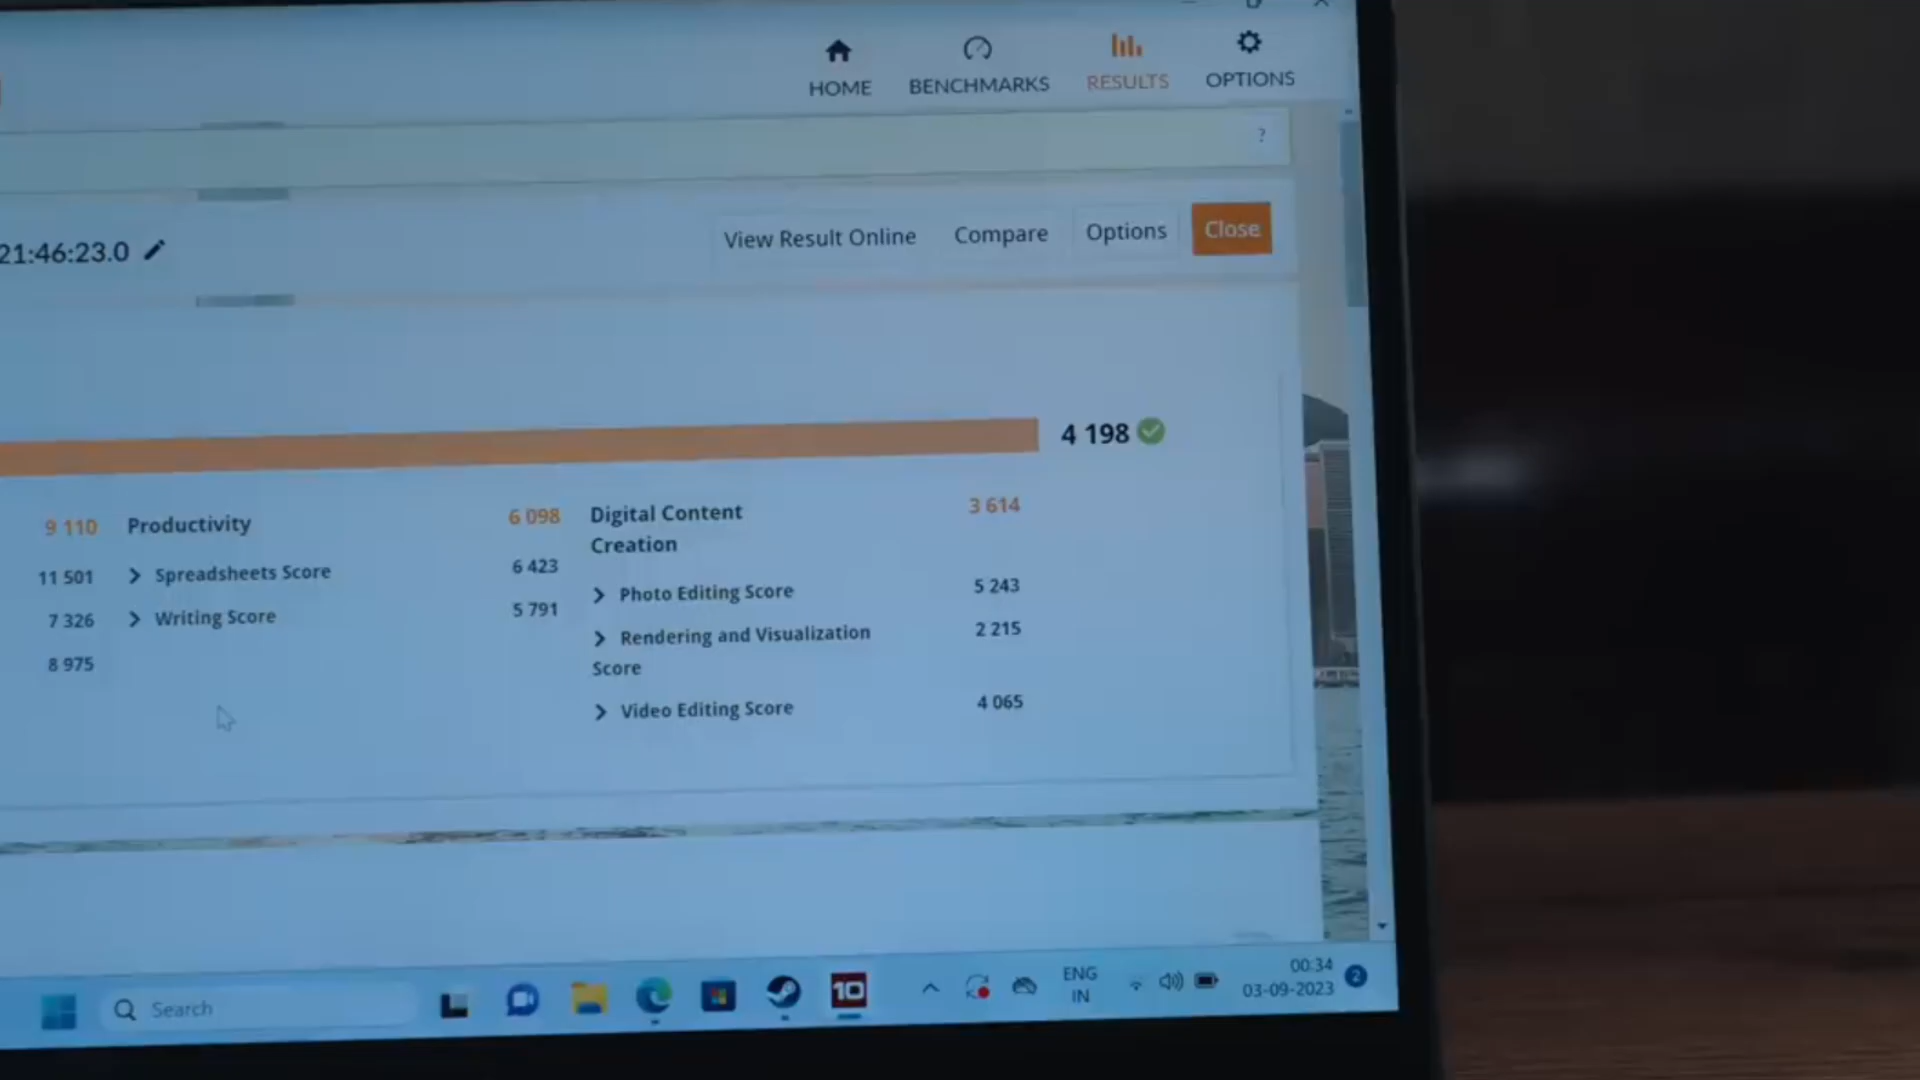 HOME BENCHMARKS RESULTS OPTIONS
?
21:46:23.0 View Result Online Compare Options Close
4 198
9 110 Productivity 6 098 Digital Content Creation 3 614
11 501 Spreadsheets Score 6 423
Photo Editing Score 5 243
7 326 Writing Score 5 791
Rendering and Visualization Score 2 215
8 975
Video Editing Score 4 065
Search 10 ENG IN 00:34 03-09-2023 2